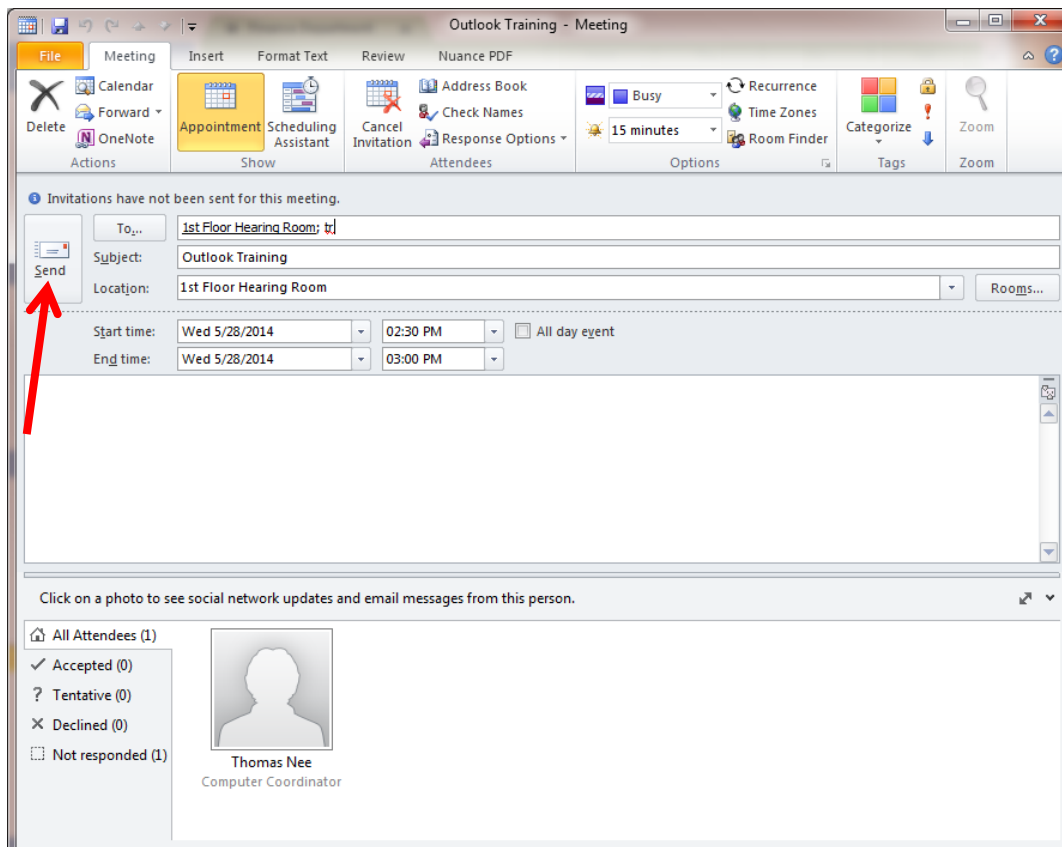 Outlook Training - Meeting
File Meeting Insert Format Text Review Nuance PDF
Delete
Calendar
Forward
OneNote
Actions
Appointment
Scheduling Assistant
Show
Cancel Invitation
Address Book
Check Names
Response Options
Attendees
Busy
15 minutes
Recurrence
Time Zones
Room Finder
Options
Categorize
Tags
Zoom
Zoom
Invitations have not been sent for this meeting.
Send
To... 1st Floor Hearing Room; tr
Subject: Outlook Training
Location: 1st Floor Hearing Room Rooms...
Start time: Wed 5/28/2014 02:30 PM All day event
End time: Wed 5/28/2014 03:00 PM
Click on a photo to see social network updates and email messages from this person.
All Attendees (1)
Accepted (0)
? Tentative (0)
Declined (0)
Not responded (1)
Thomas Nee
Computer Coordinator